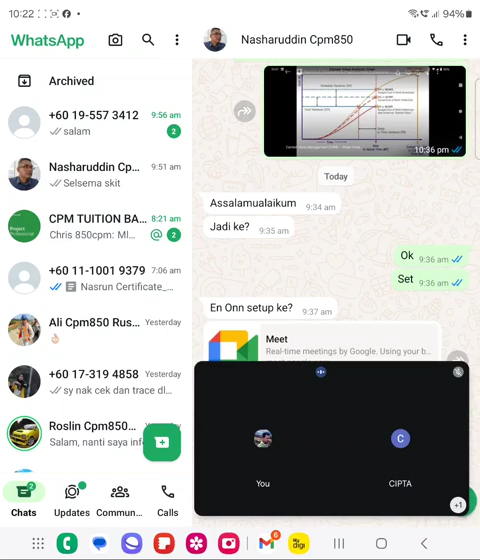 10:22
94%
WhatsApp
Archived
+60 19-557 3412
9:56 am
salam
2
Nasharuddin Cp...
9:51 am
Selsema skit
CPM TUITION BA...
8:21 am
Chris 850cpm: MI...
@
2
+60 11-1001 9379
7:06 am
Nasrun Certificate_...
Ali Cpm850 Rus...
Yesterday
+60 17-319 4858
Yesterday
sy nak cek dan trace dl...
Roslin Cpm850...
Salam, nanti saya inf
2
Chats
Updates
Commun...
Calls
Nasharuddin Cpm850
10:36 pm
Today
Assalamualaikum
9:34 am
Jadi ke?
9:35 am
Ok
9:36 am
Set
9:36 am
En Onn setup ke?
9:37 am
Meet
Real-time meetings by Google. Using your b...
C
You
CIPTA
+1
6
My
digi